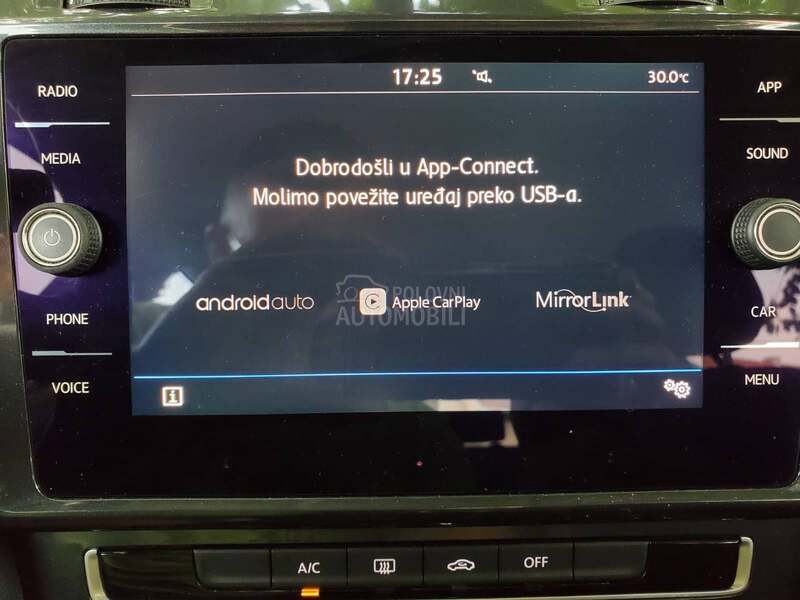 RADIO
MEDIA
PHONE
VOICE
17:25
30.0°C
Dobrodošli u App-Connect.
Molimo povežite uređaj preko USB-a.
androidauto
Apple CarPlay
MirrorLink
POLOVNI
AUTOMOBILI
APP
SOUND
CAR
MENU
A/C
OFF